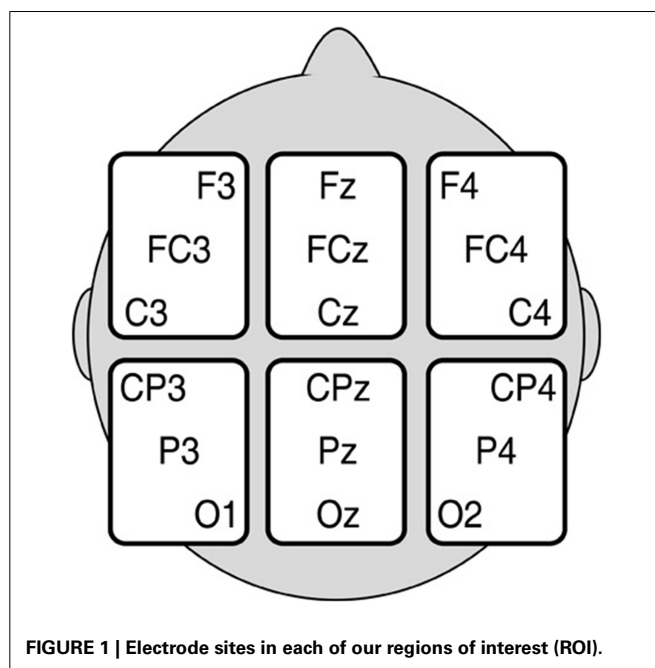 F3 Fz F4
FC3 FCz FC4
C3 Cz C4
CP3 CPz CP4
P3 Pz P4
O1 Oz O2
FIGURE 1 | Electrode sites in each of our regions of interest (ROI).